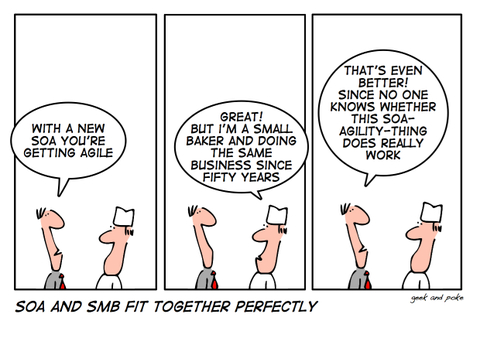 WITH A NEW
SOA YOU'RE
GETTING AGILE
GREAT!
BUT I'M A SMALL
BAKER AND DOING
THE SAME
BUSINESS SINCE
FIFTY YEARS
THAT'S EVEN
BETTER!
SINCE NO ONE
KNOWS WHETHER
THIS SOA-
AGILITY-THING
DOES REALLY
WORK
geek and poke
SOA AND SMB FIT TOGETHER PERFECTLY